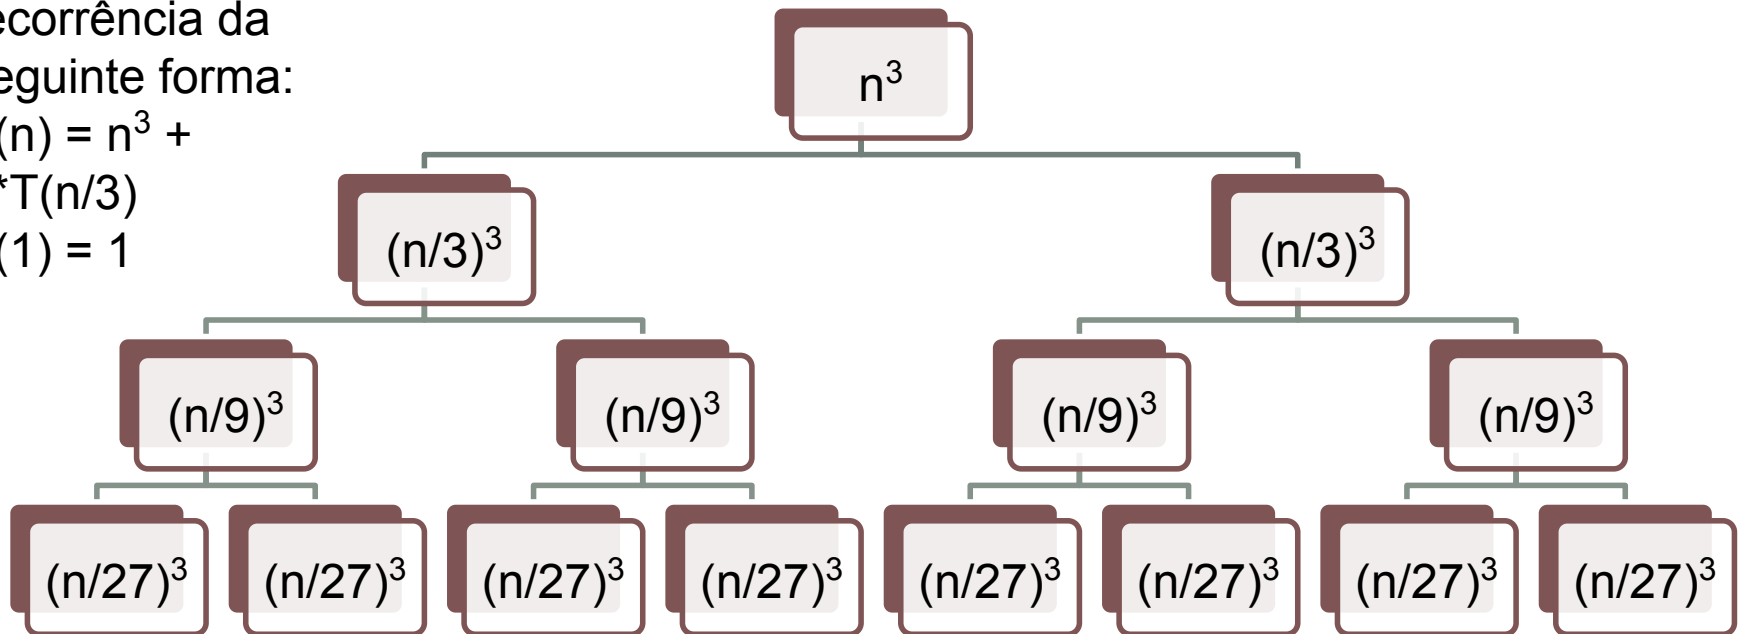 ecorrência da
eguinte forma:
(n) = n³ +
*T(n/3)
(1) = 1
n³
(n/3)³ (n/3)³
(n/9)³ (n/9)³ (n/9)³ (n/9)³
(n/27)³ (n/27)³ (n/27)³ (n/27)³ (n/27)³ (n/27)³ (n/27)³ (n/27)³